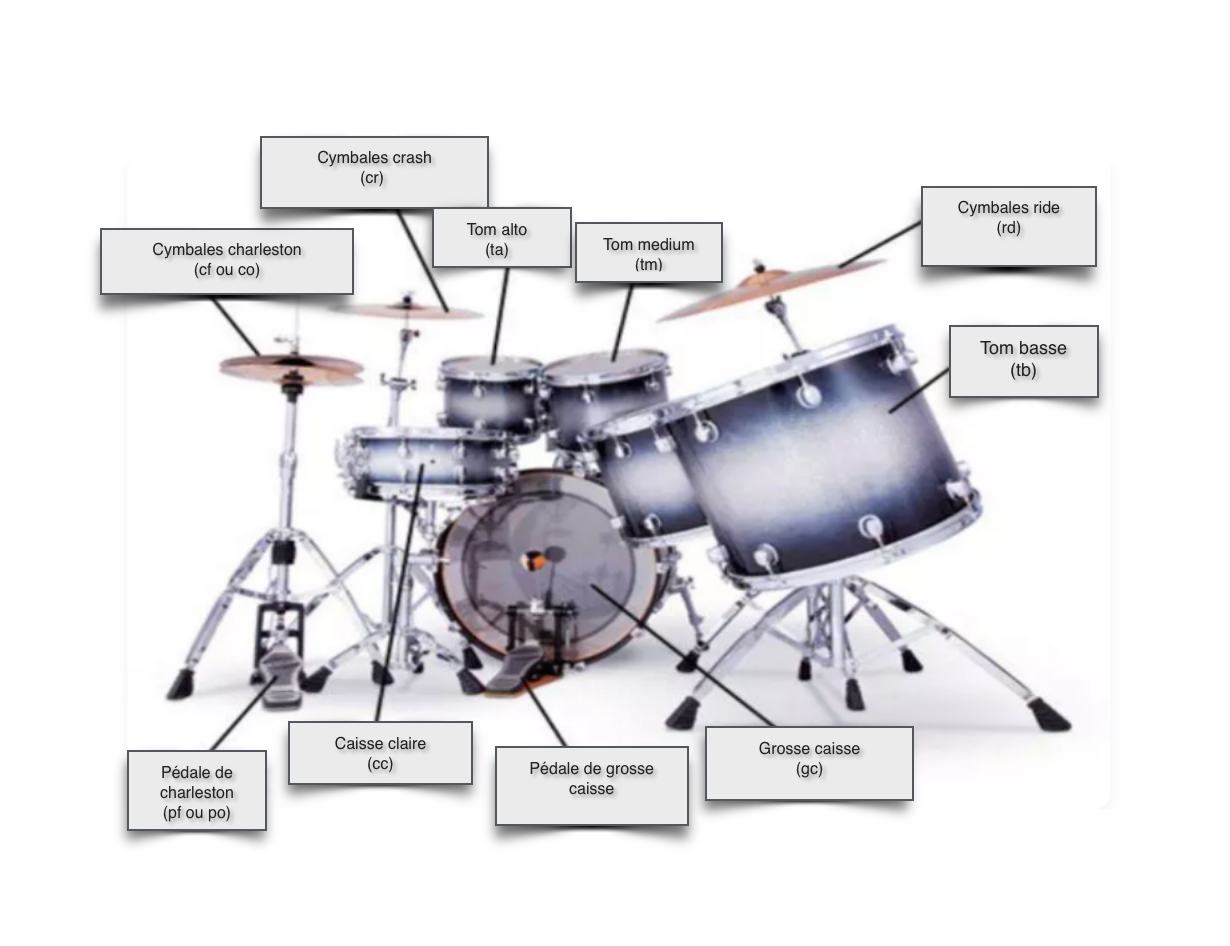 Cymbales crash
(cr)
Cymbales ride
(rd)
Tom alto
(ta)
Tom medium
(tm)
Cymbales charleston
(cf ou co)
Tom basse
(tb)
Caisse claire
(cc)
Grosse caisse
(gc)
Pédale de grosse
caisse
Pédale de
charleston
(pf ou po)